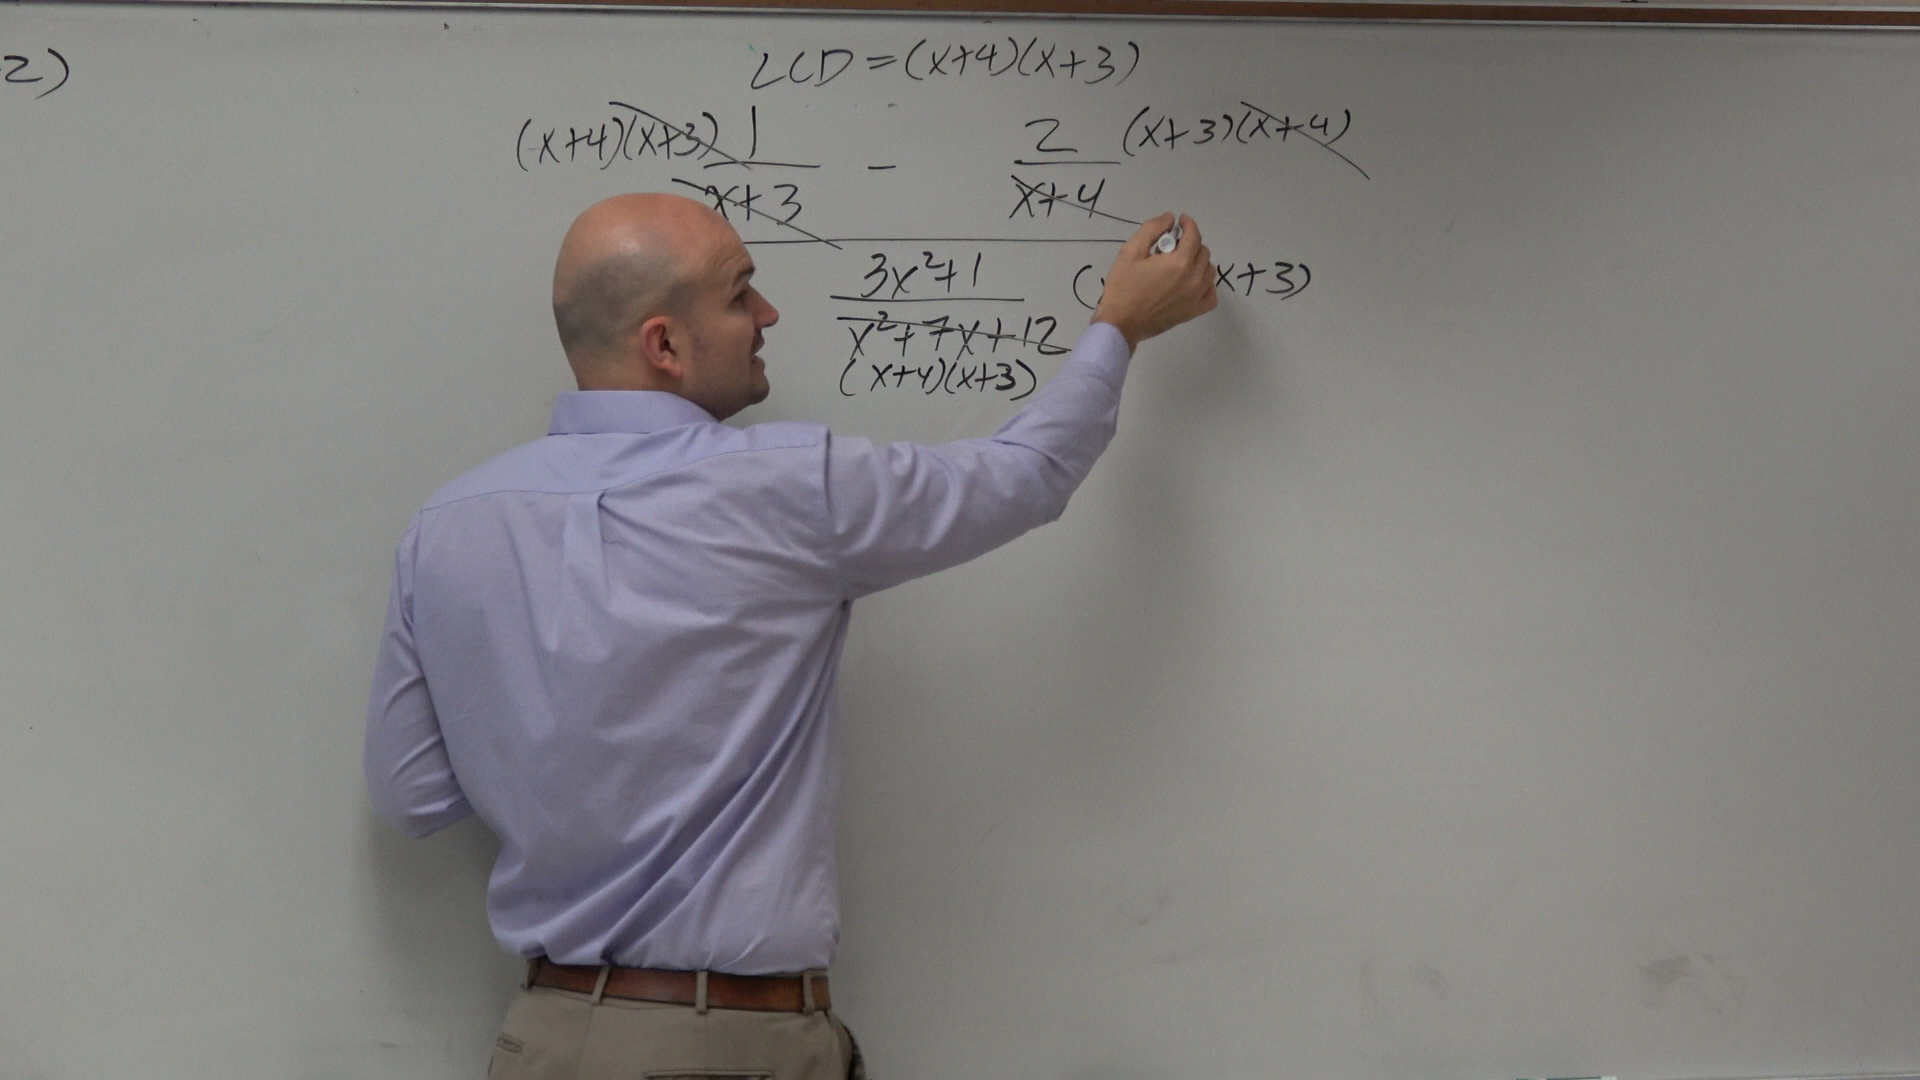 2)
LCD = (x+4)(x+3)
(x+4)(x+3) 1 - 2 (x+3)(x+4)
x+3 x+4
3x²+1 ( x+3)
x²+7x+12
(x+4)(x+3)